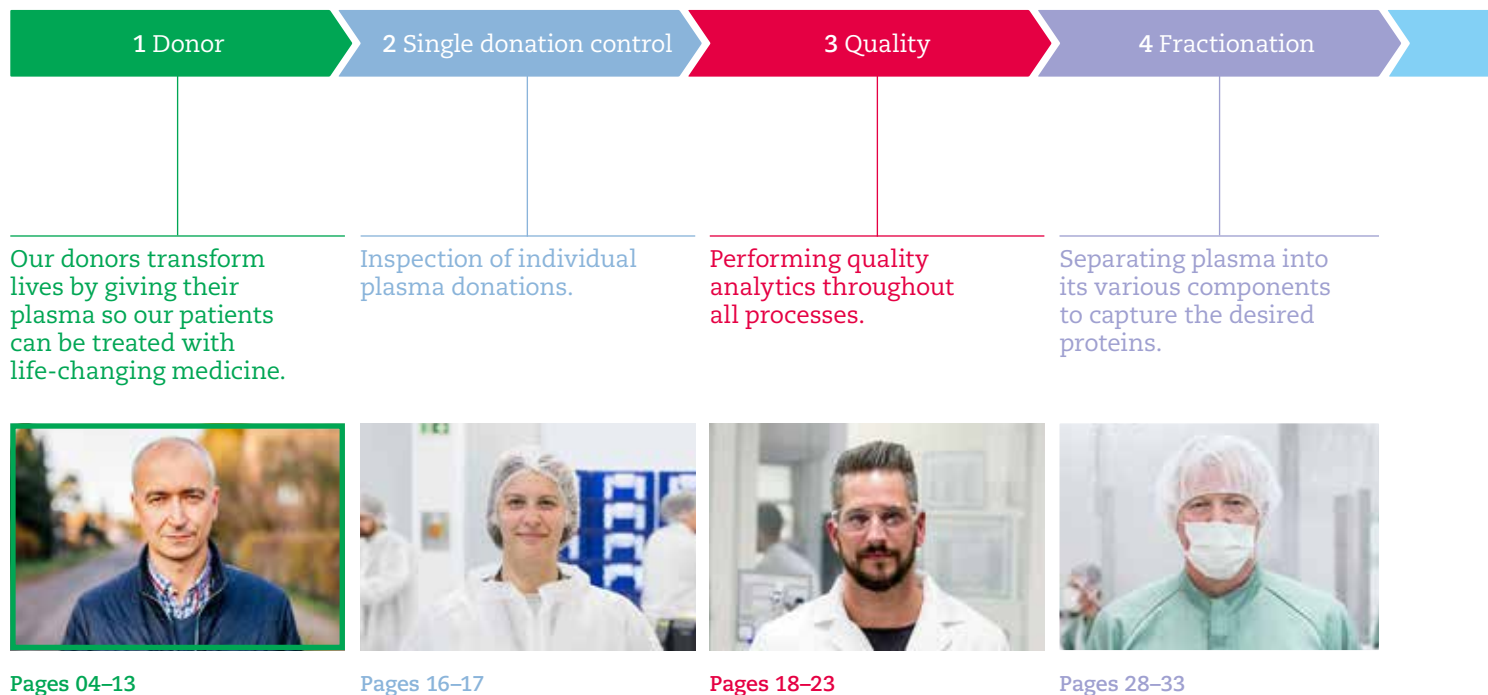 1 Donor
2 Single donation control
3 Quality
4 Fractionation
Our donors transform
lives by giving their
plasma so our patients
can be treated with
life-changing medicine.
Inspection of individual
plasma donations.
Performing quality
analytics throughout
all processes.
Separating plasma into
its various components
to capture the desired
proteins.
Pages 04–13
Pages 16–17
Pages 18–23
Pages 28–33